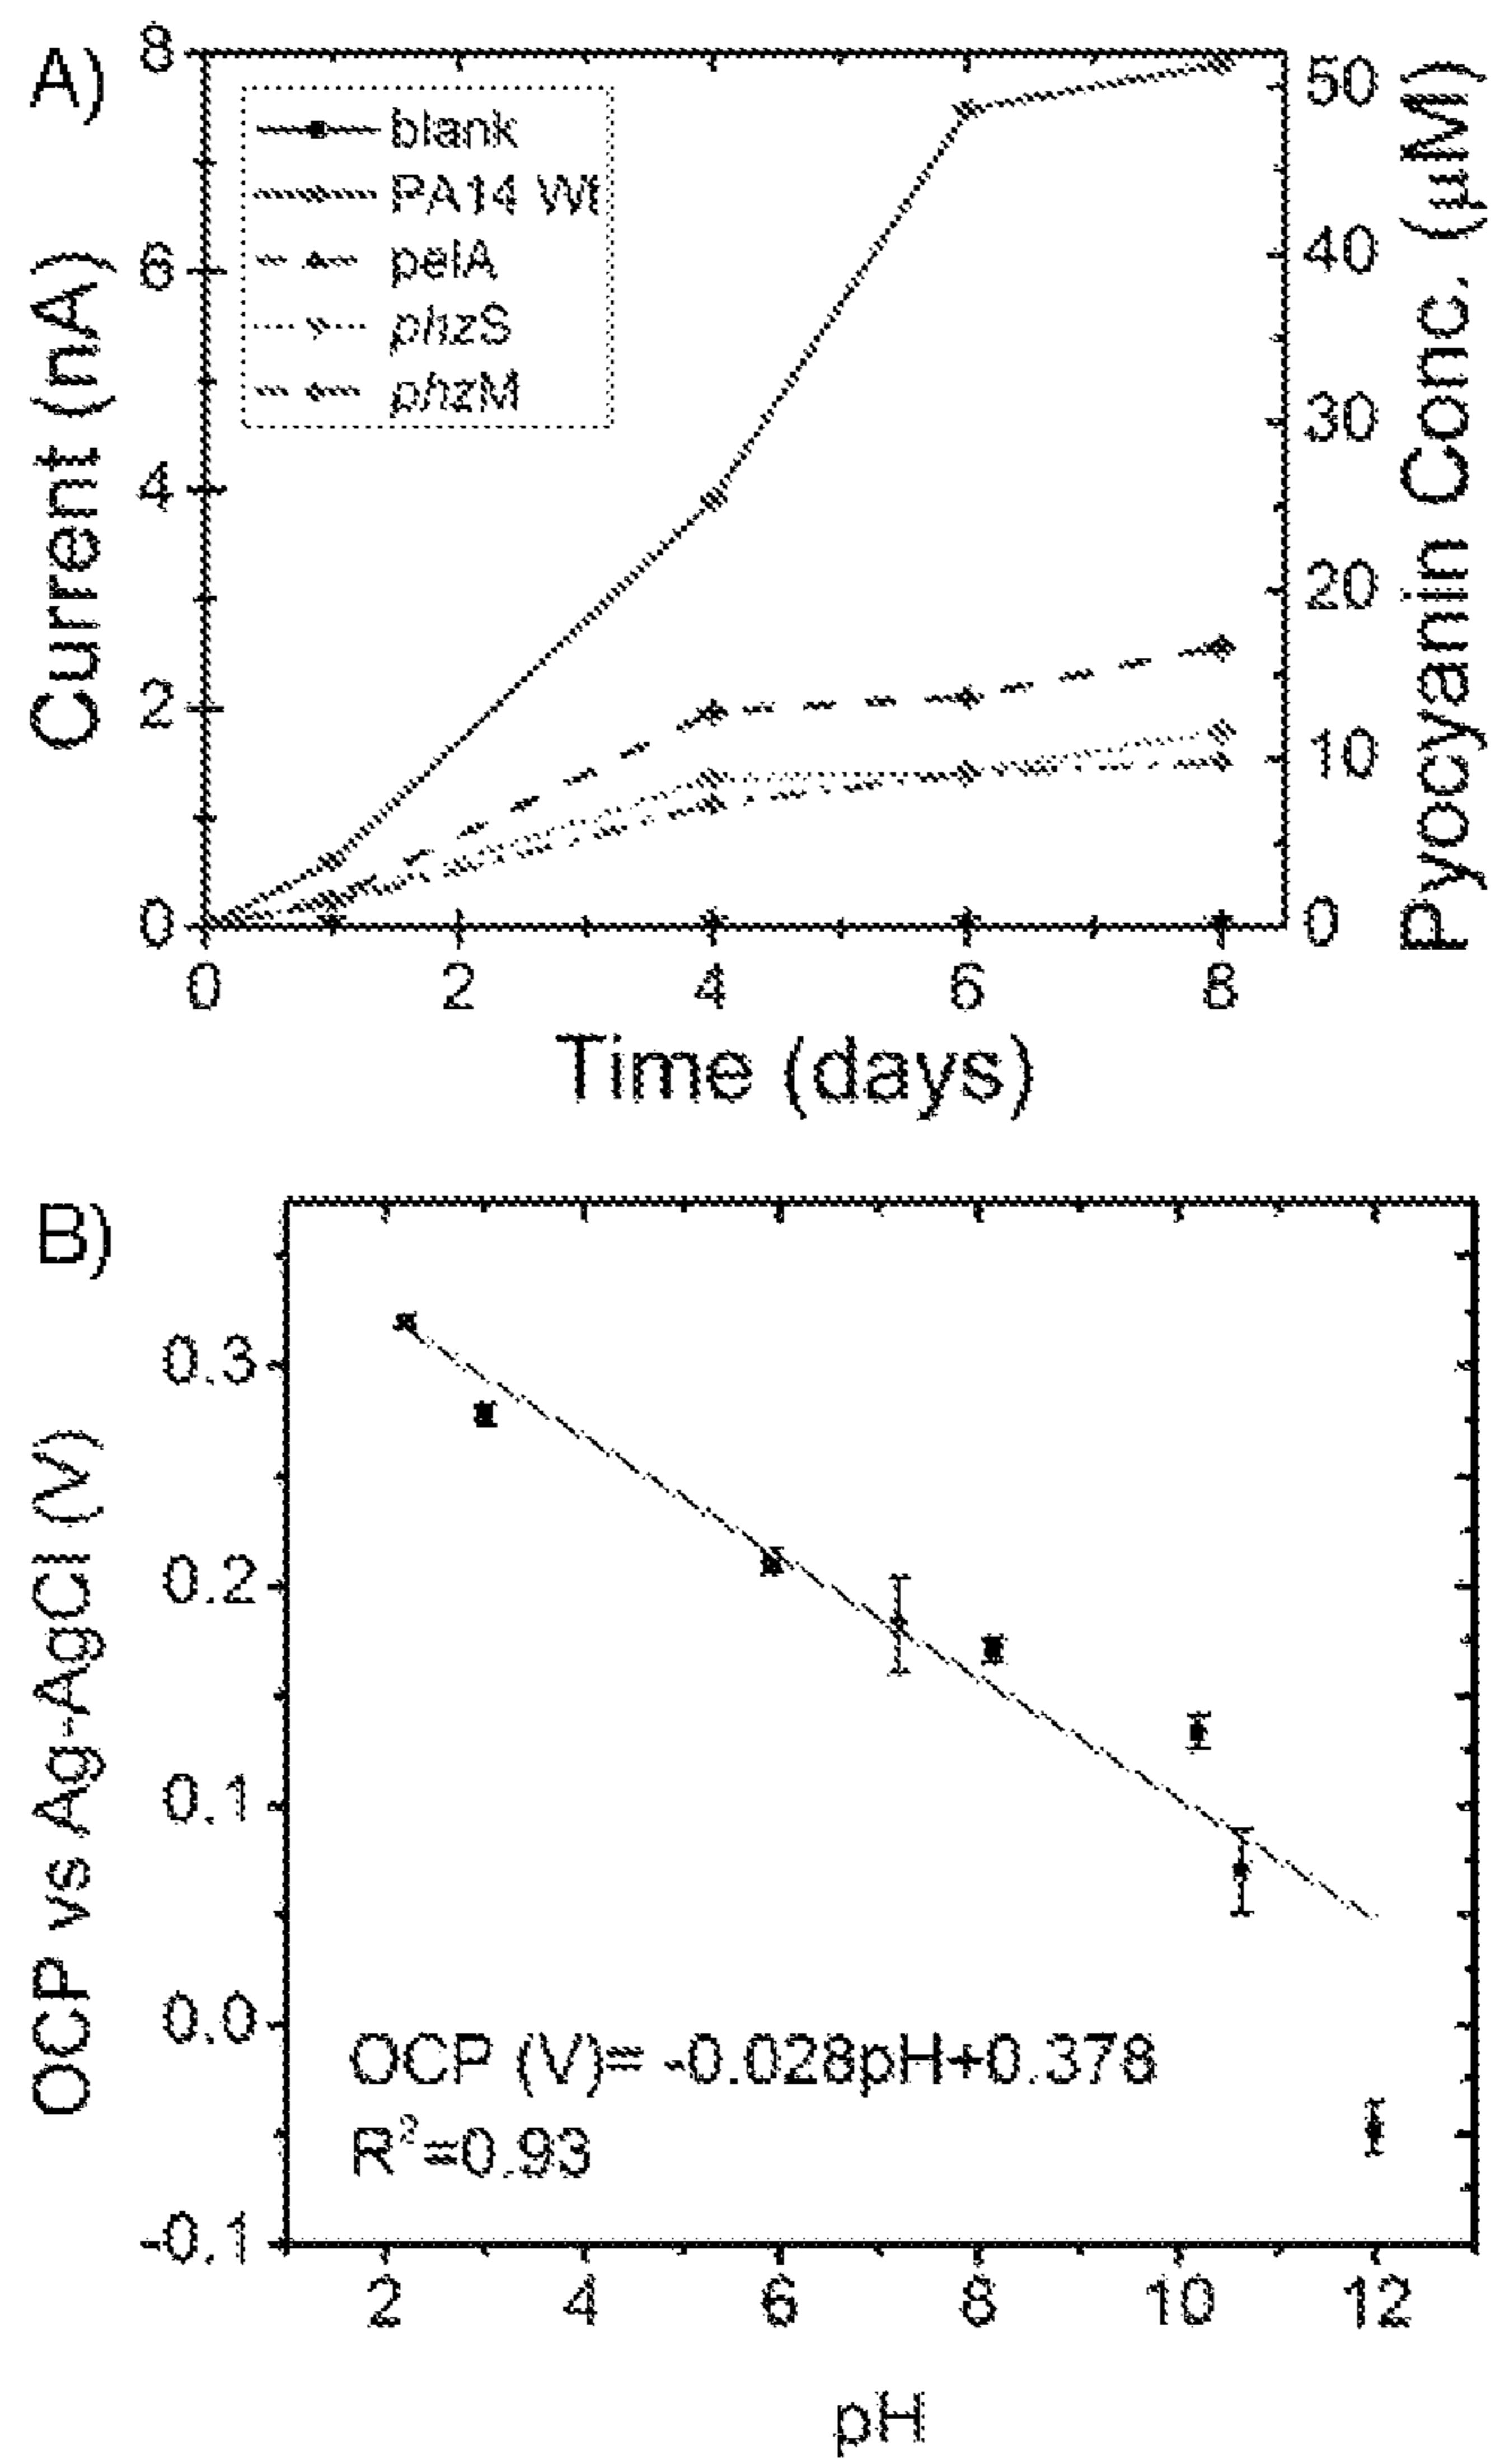 A)
8
6
4
2
0
Current (nA)
blank
PA14 Wt
pelA
phzS
phzM
50
40
30
20
10
0
Pyocyanin Conc. (μM)
0 2 4 6 8
Time (days)
B)
0.3
0.2
0.1
0.0
-0.1
OCP vs Ag-AgCl (V)
OCP (V)= -0.028pH+0.378
R²=0.93
2 4 6 8 10 12
pH